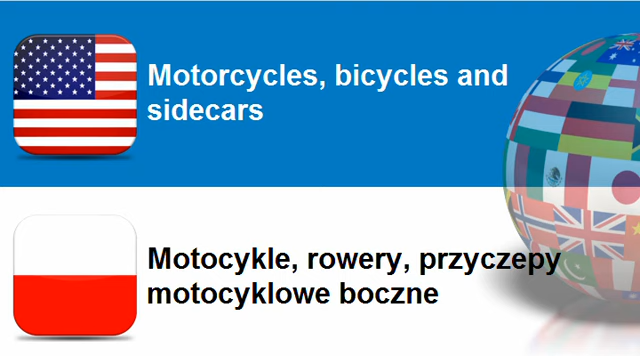 Motorcycles, bicycles and
sidecars
Motocykle, rowery, przyczepy
motocyklowe boczne